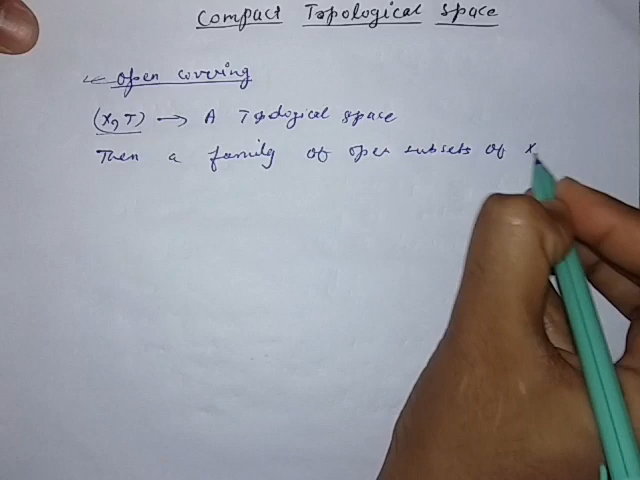 Compact Topological space
Open covering
(X, T) → A Topological space
Then a family of open subsets of X